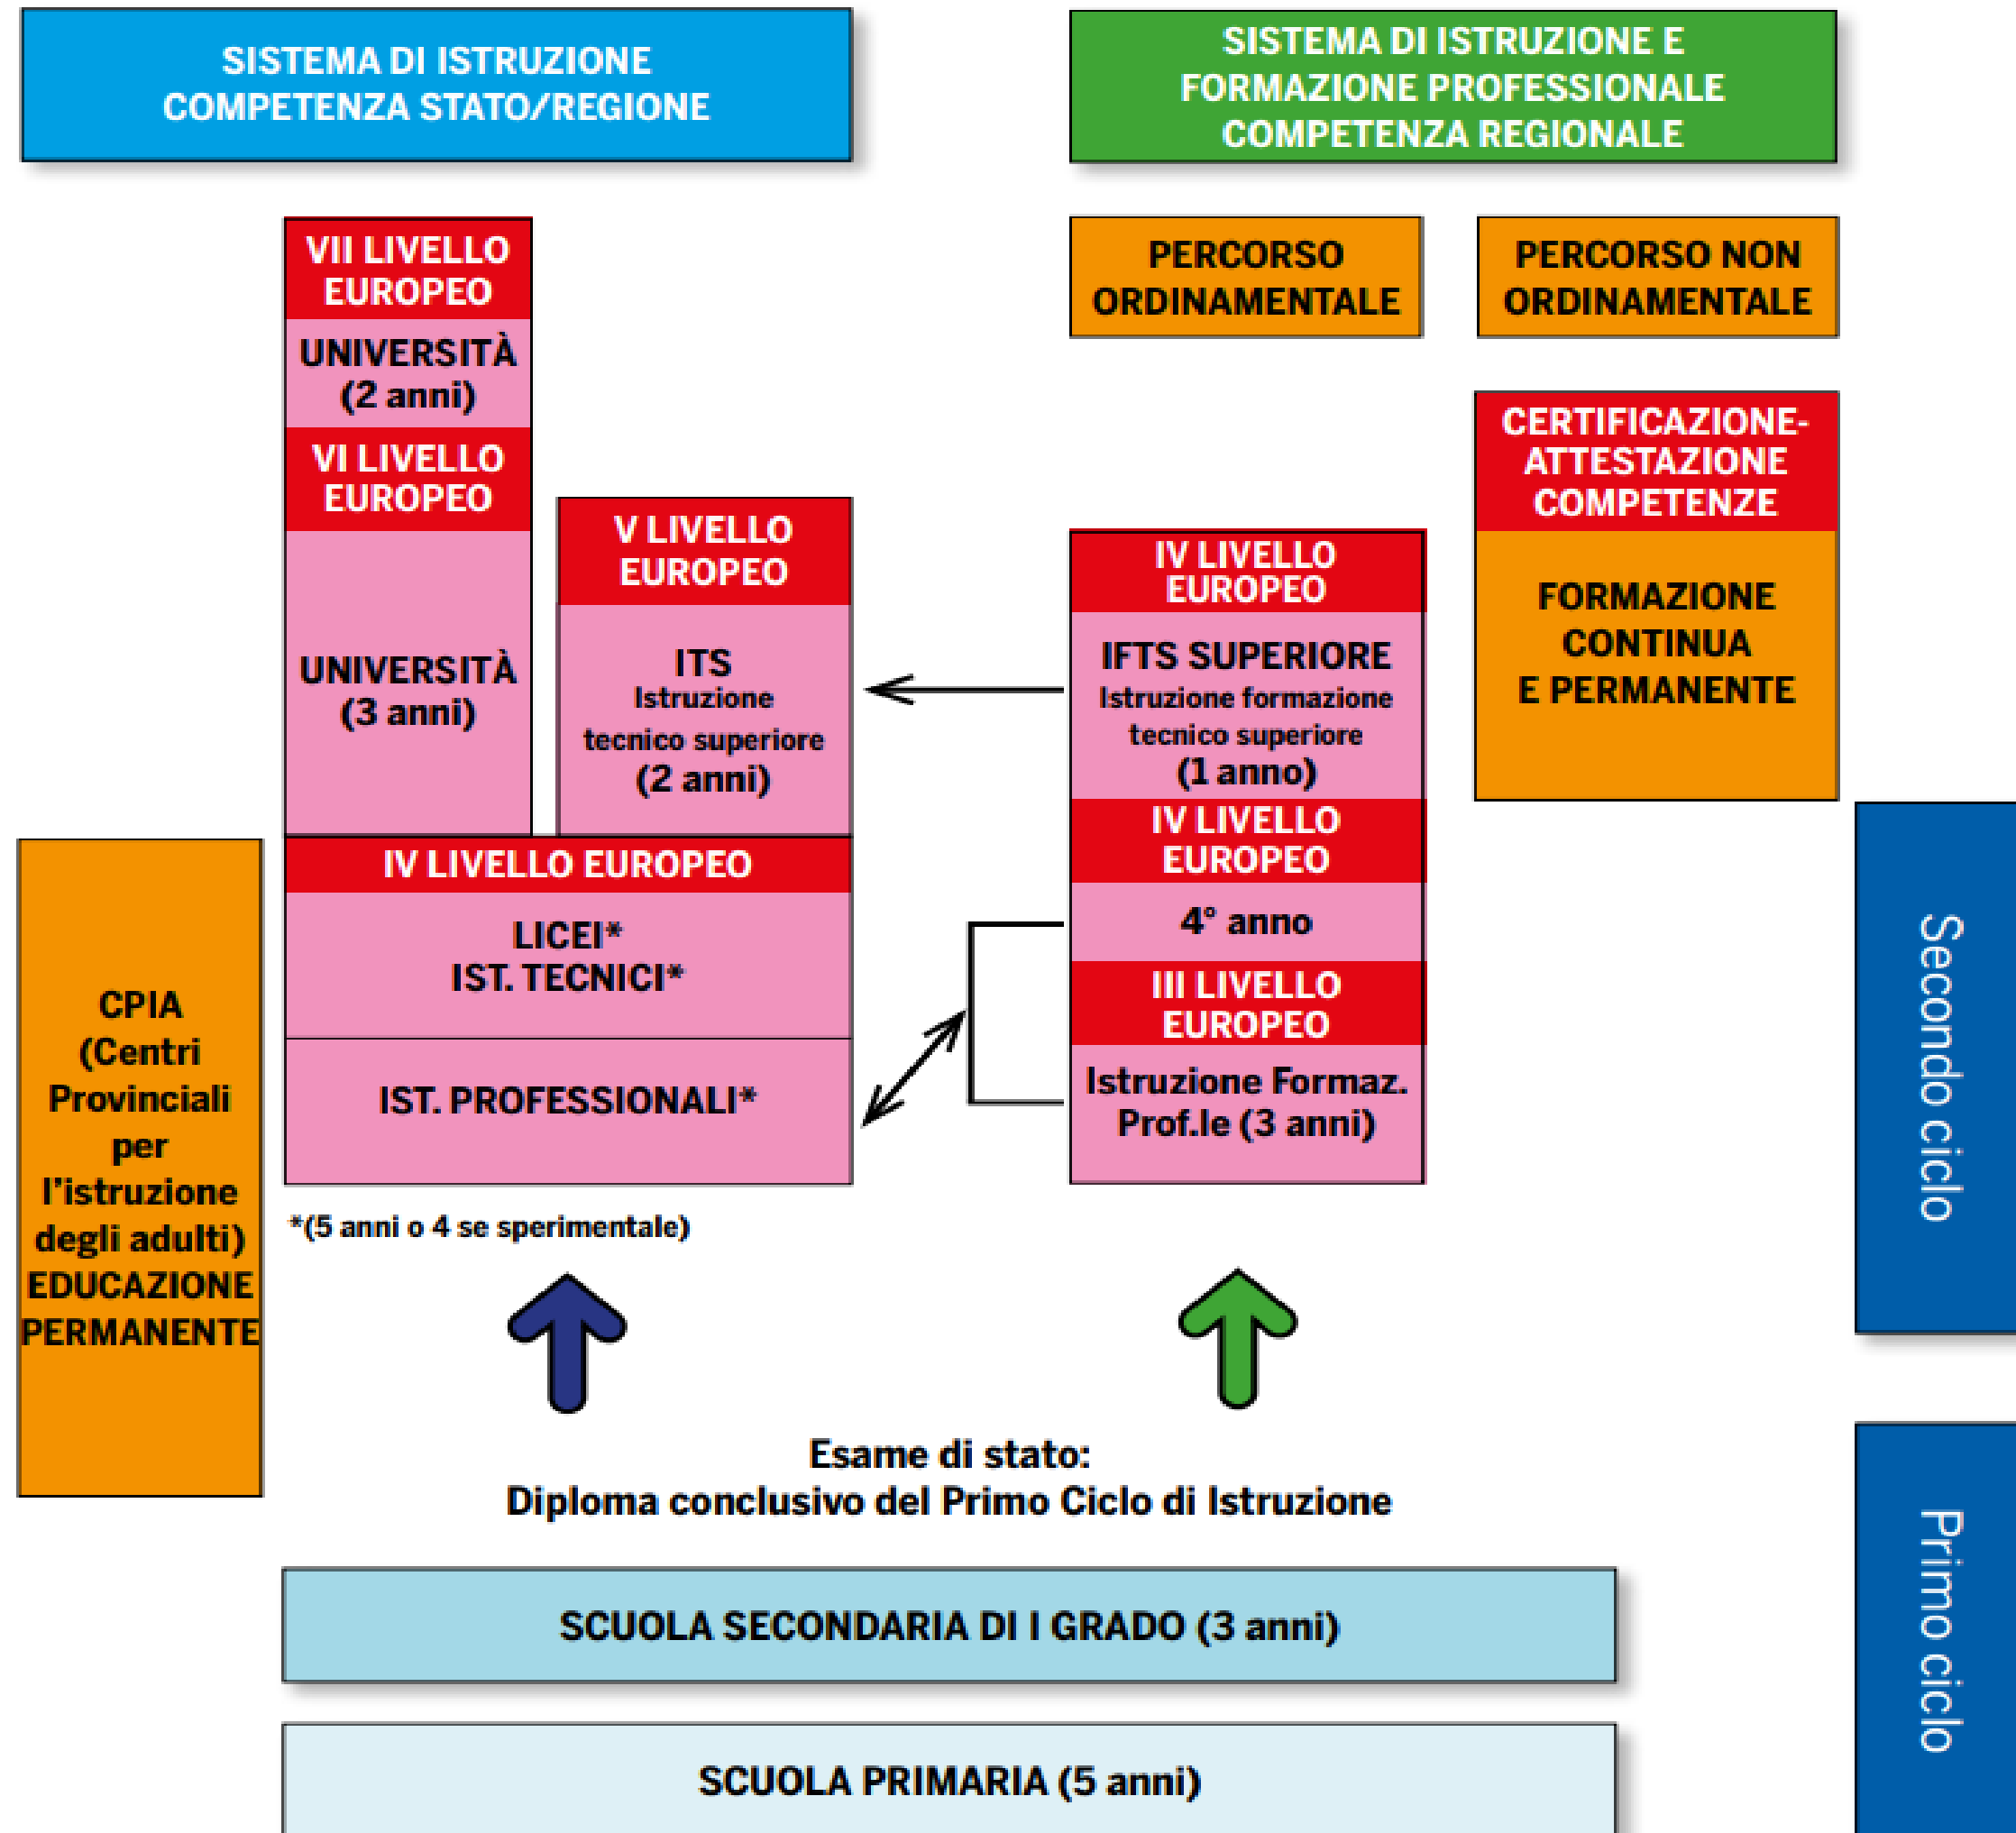 SISTEMA DI ISTRUZIONE
COMPETENZA STATO/REGIONE
SISTEMA DI ISTRUZIONE E
FORMAZIONE PROFESSIONALE
COMPETENZA REGIONALE
VII LIVELLO
EUROPEO
UNIVERSITÀ
(2 anni)
VI LIVELLO
EUROPEO
UNIVERSITÀ
(3 anni)
V LIVELLO
EUROPEO
ITS
Istruzione
tecnico superiore
(2 anni)
IV LIVELLO EUROPEO
LICEI*
IST. TECNICI*
IST. PROFESSIONALI*
*(5 anni o 4 se sperimentale)
CPIA
(Centri
Provinciali
per
l'istruzione
degli adulti)
EDUCAZIONE
PERMANENTE
PERCORSO
ORDINAMENTALE
IV LIVELLO
EUROPEO
IFTS SUPERIORE
Istruzione formazione
tecnico superiore
(1 anno)
IV LIVELLO
EUROPEO
4° anno
III LIVELLO
EUROPEO
Istruzione Formaz.
Prof.le (3 anni)
PERCORSO NON
ORDINAMENTALE
CERTIFICAZIONE-
ATTESTAZIONE
COMPETENZE
FORMAZIONE
CONTINUA
E PERMANENTE
Secondo ciclo
Esame di stato:
Diploma conclusivo del Primo Ciclo di Istruzione
SCUOLA SECONDARIA DI I GRADO (3 anni)
SCUOLA PRIMARIA (5 anni)
Primo ciclo